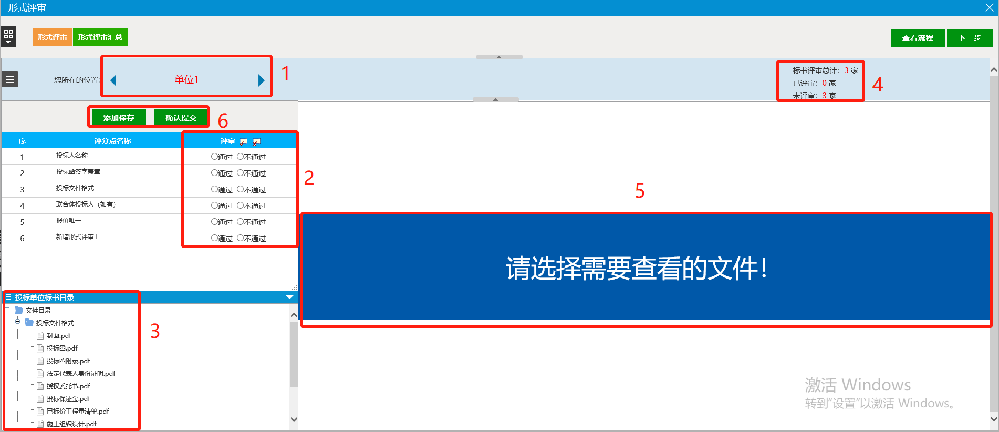 形式评审
形式评审 形式评审汇总
查看流程 下一步
您所在的位置: 单位1
1
标书评审总计：3 家
已评审：0 家
未评审：3 家
4
添加保存 确认提交
6
序 评分点名称 评审
1 投标人名称 通过 不通过
2 投标函签字盖章 通过 不通过
3 投标文件格式 通过 不通过
4 联合体投标人（如有） 通过 不通过
5 报价唯一 通过 不通过
6 新增形式评审1 通过 不通过
2
5
请选择需要查看的文件！
投标单位标书目录
文件目录
投标文件格式
封面.pdf
投标函.pdf
投标函附录.pdf
法定代表人身份证明.pdf
授权委托书.pdf
投标保证金.pdf
已标价工程量清单.pdf
施工组织设计.pdf
3
激活 Windows
转到“设置”以激活 Windows。